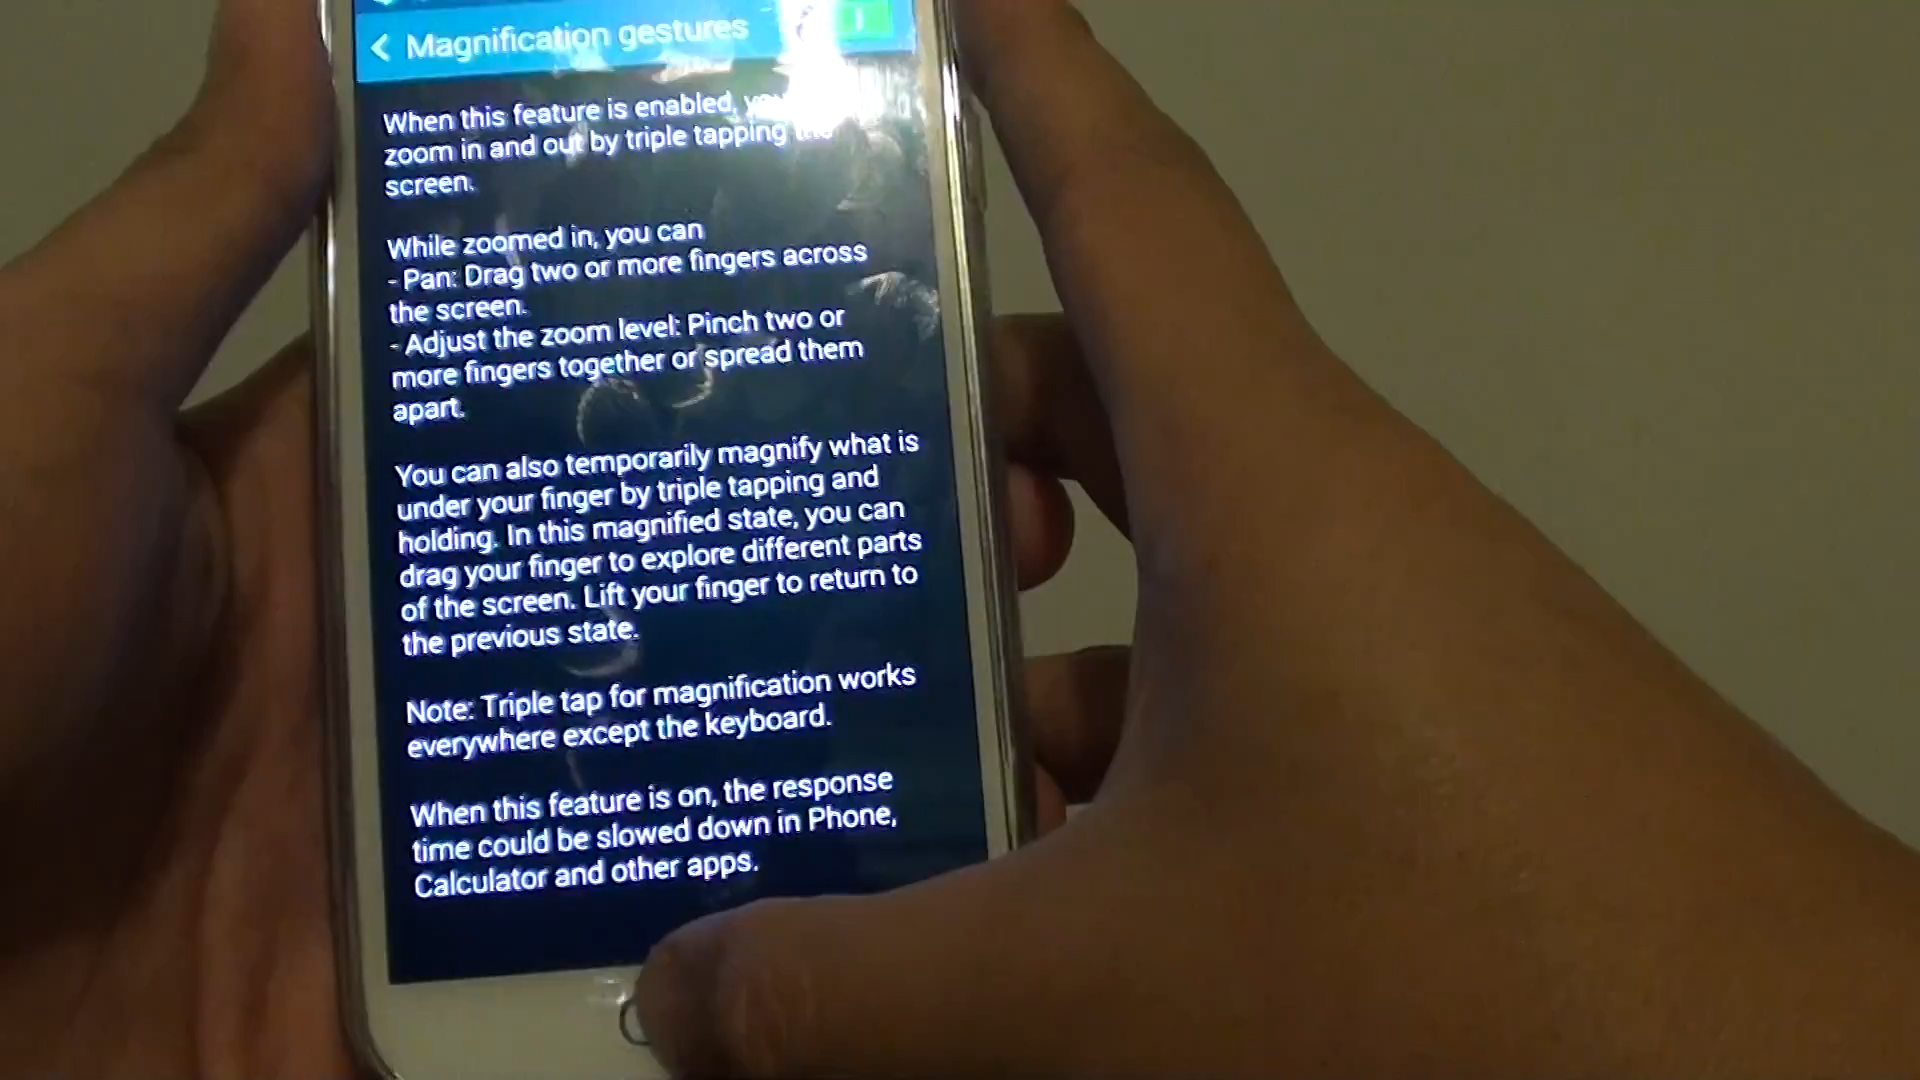 Magnification gestures
When this feature is enabled,
zoom in and out by triple tapping the
screen.
While zoomed in, you can
- Pan: Drag two or more fingers across
the screen.
- Adjust the zoom level: Pinch two or
more fingers together or spread them
apart.
You can also temporarily magnify what is
under your finger by triple tapping and
holding. In this magnified state, you can
drag your finger to explore different parts
of the screen. Lift your finger to return to
the previous state.
Note: Triple tap for magnification works
everywhere except the keyboard.
When this feature is on, the response
time could be slowed down in Phone,
Calculator and other apps.